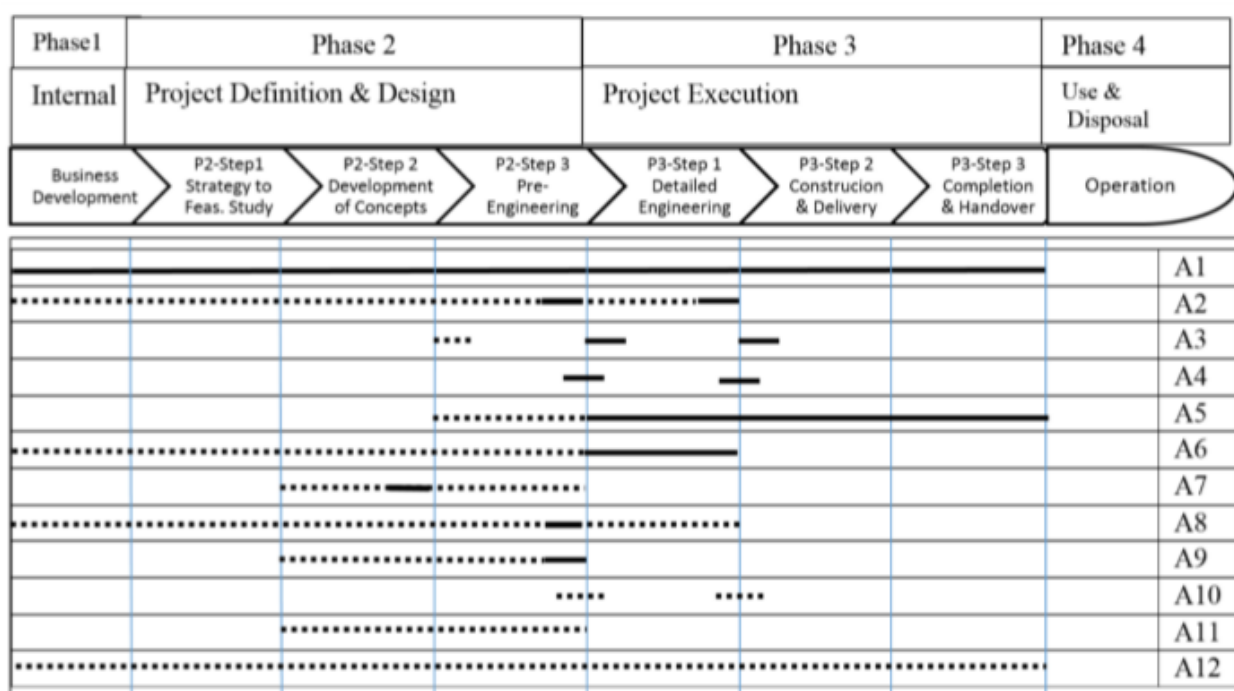 Phase1
Phase 2
Phase 3
Phase 4
Internal
Project Definition & Design
Project Execution
Use &
Disposal
Business
Development
P2-Step1
Strategy to
Feas. Study
P2-Step 2
Development
of Concepts
P2-Step 3
Pre-
Engineering
P3-Step 1
Detailed
Engineering
P3-Step 2
Construcion
& Delivery
P3-Step 3
Completion
& Handover
Operation
A1
A2
A3
A4
A5
A6
A7
A8
A9
A10
A11
A12